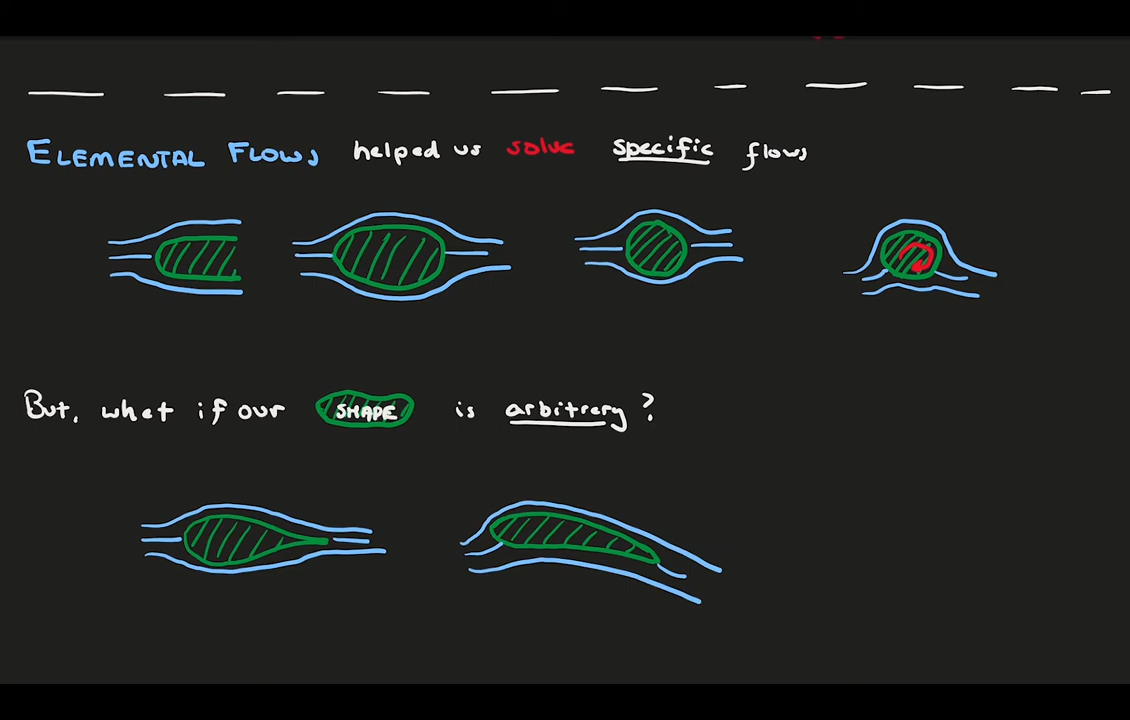 ELEMENTAL FLOWS helped us solve specific flows
But, what if our SHAPE is arbitrary?